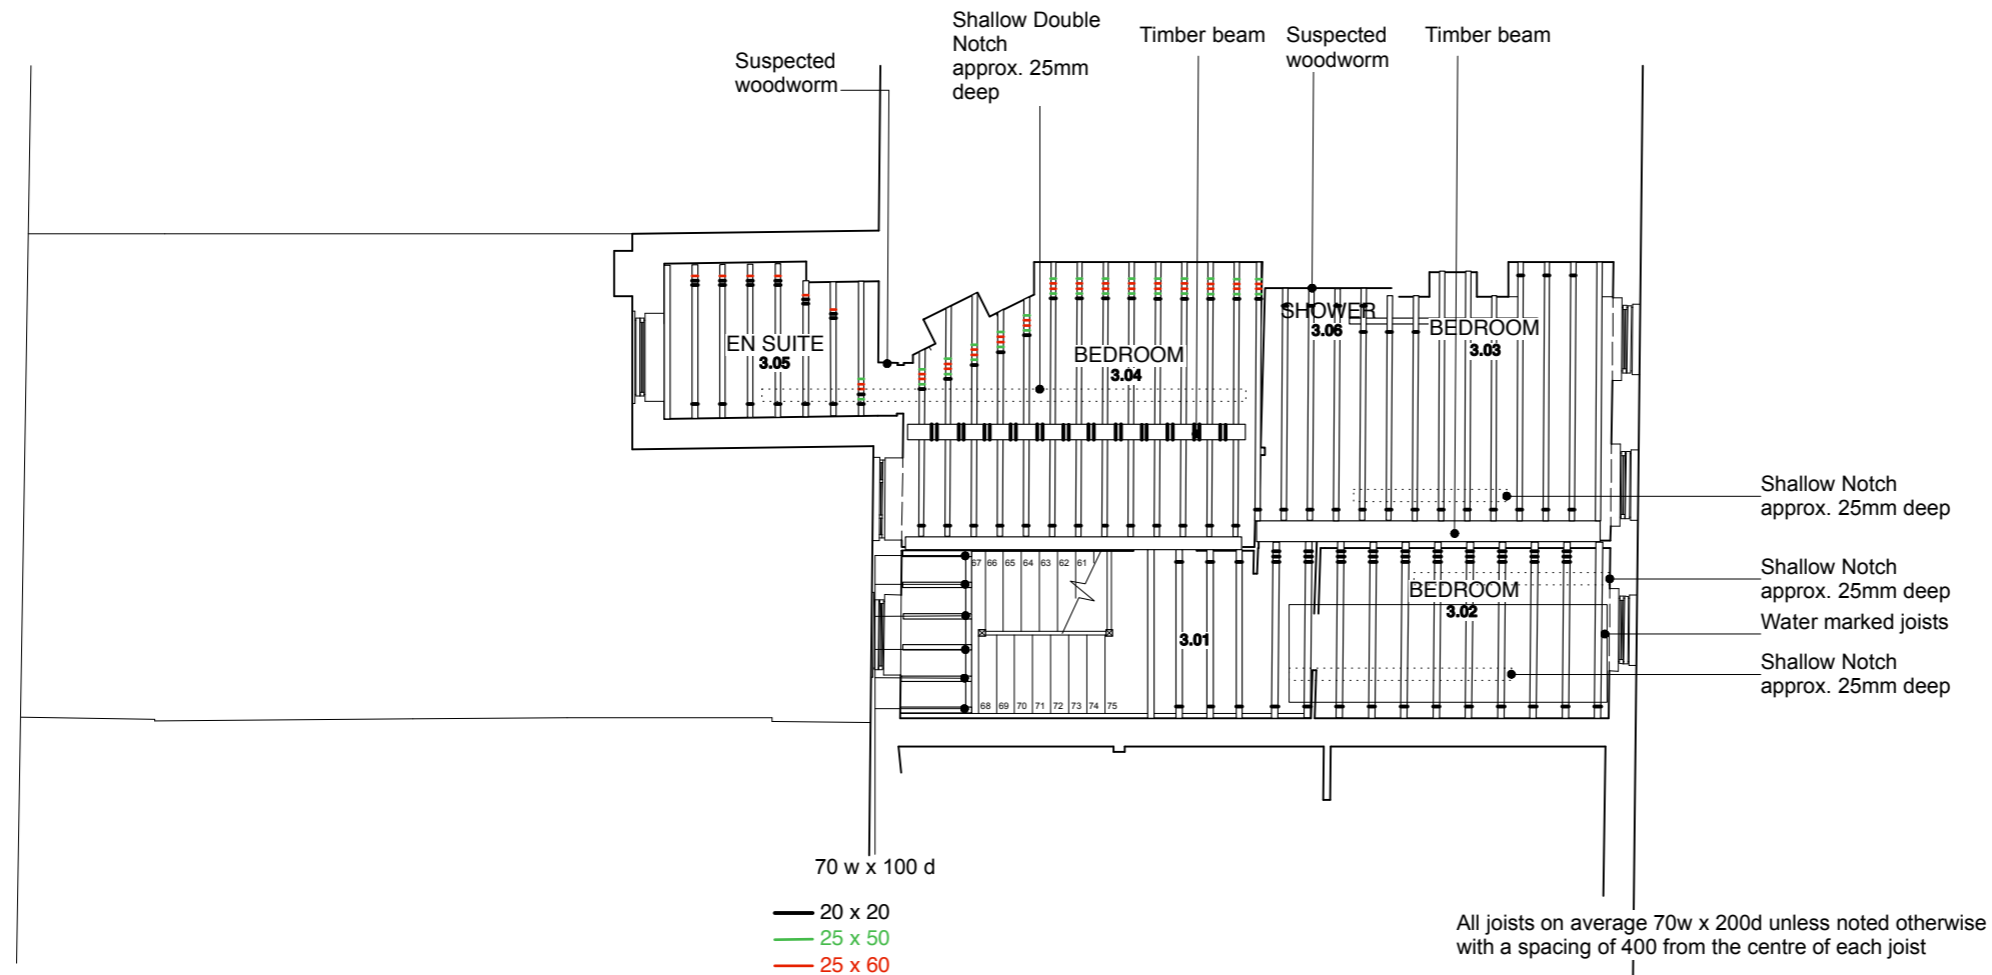 Shallow Double
Notch
approx. 25mm
deep
Timber beam
Suspected
woodworm
Timber beam
Suspected
woodworm
EN SUITE
3.05
BEDROOM
3.04
SHOWER
3.06
BEDROOM
3.03
Shallow Notch
approx. 25mm deep
67 66 65 64 63 62 61
Shallow Notch
approx. 25mm deep
BEDROOM
3.02
Water marked joists
3.01
Shallow Notch
approx. 25mm deep
68 69 70 71 72 73 74 75
70 w x 100 d
20 x 20
25 x 50
25 x 60
All joists on average 70w x 200d unless noted otherwise
with a spacing of 400 from the centre of each joist